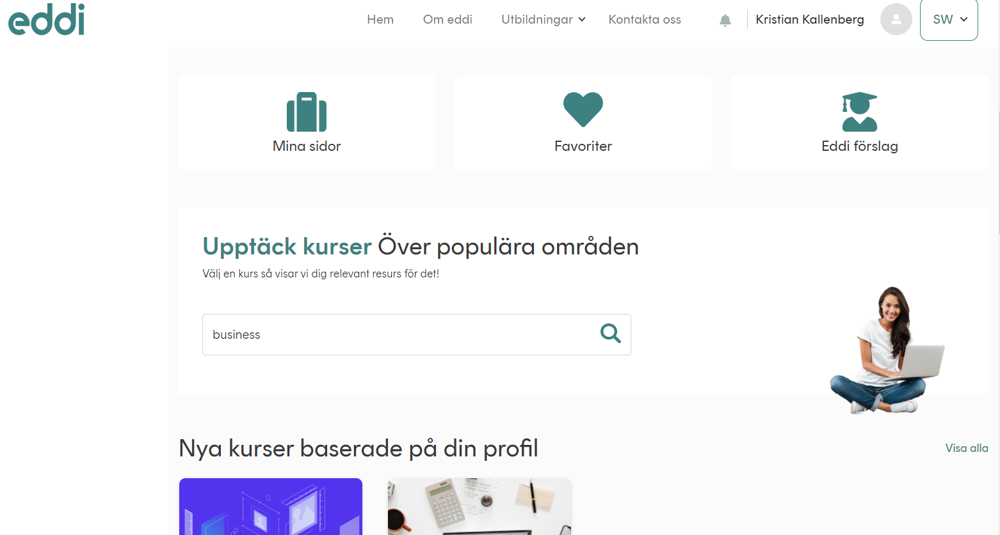 eddi
Hem Om eddi Utbildningar Kontakta oss Kristian Kallenberg SW
Mina sidor Favoriter Eddi förslag
Upptäck kurser Över populära områden
Välj en kurs så visar vi dig relevant resurs för det!
business
Nya kurser baserade på din profil Visa alla